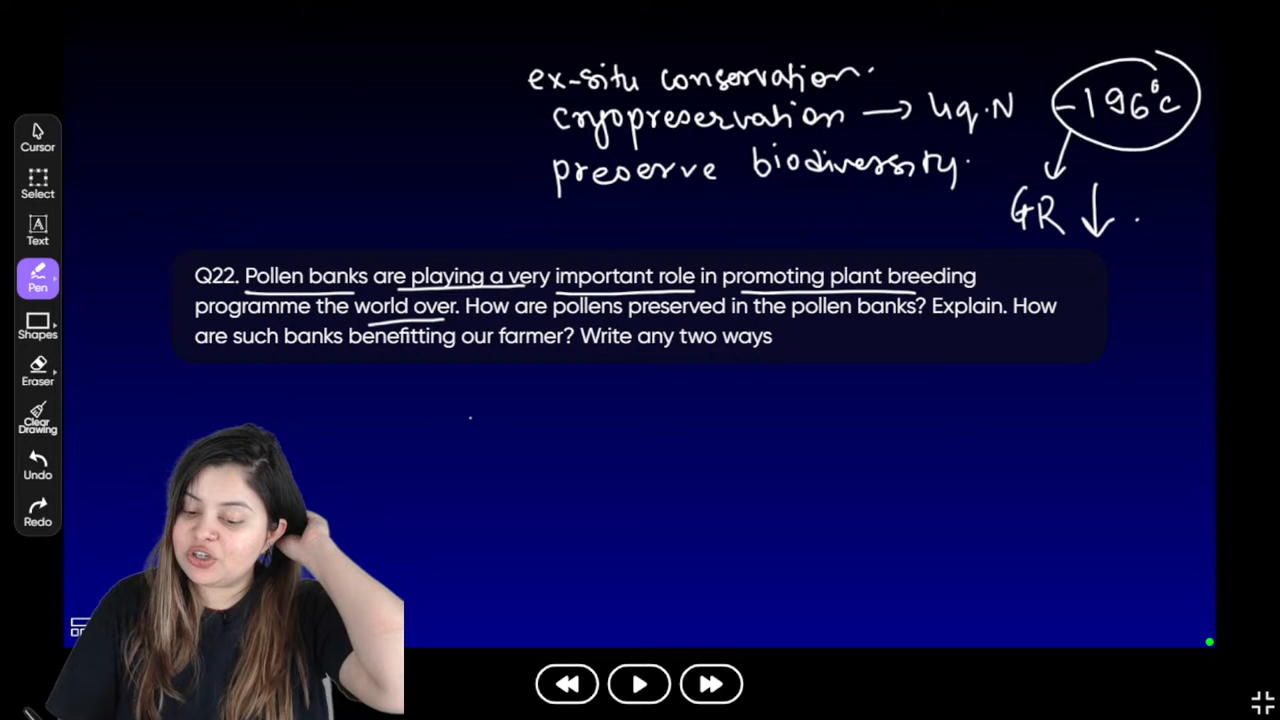 ex-situ conservation.
cryopreservation → liq.N -196°c
preserve biodiversity.
GR ↓ .
Cursor
Select
Text
Pen
Shapes
Eraser
Clear
Drawing
Undo
Redo
Q22. Pollen banks are playing a very important role in promoting plant breeding
programme the world over. How are pollens preserved in the pollen banks? Explain. How
are such banks benefitting our farmer? Write any two ways